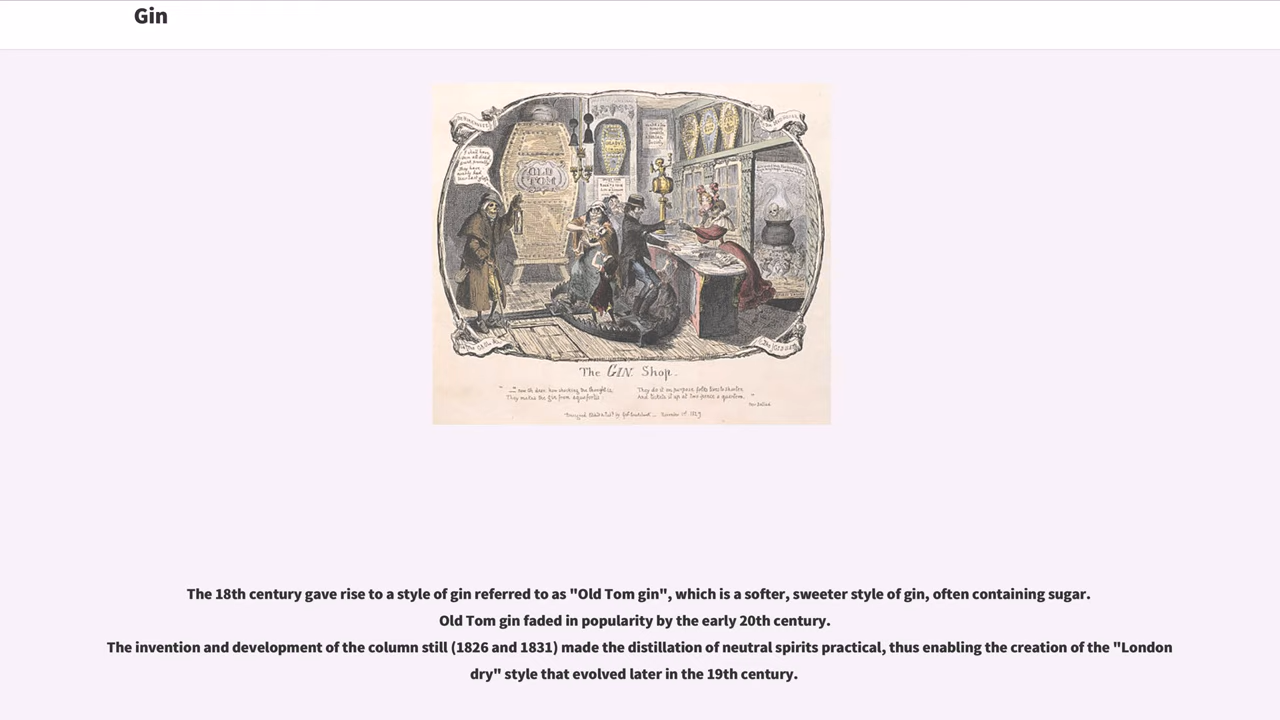 Gin
OLD
TOM
The GIN Shop.
The 18th century gave rise to a style of gin referred to as "Old Tom gin", which is a softer, sweeter style of gin, often containing sugar.
Old Tom gin faded in popularity by the early 20th century.
The invention and development of the column still (1826 and 1831) made the distillation of neutral spirits practical, thus enabling the creation of the "London
dry" style that evolved later in the 19th century.